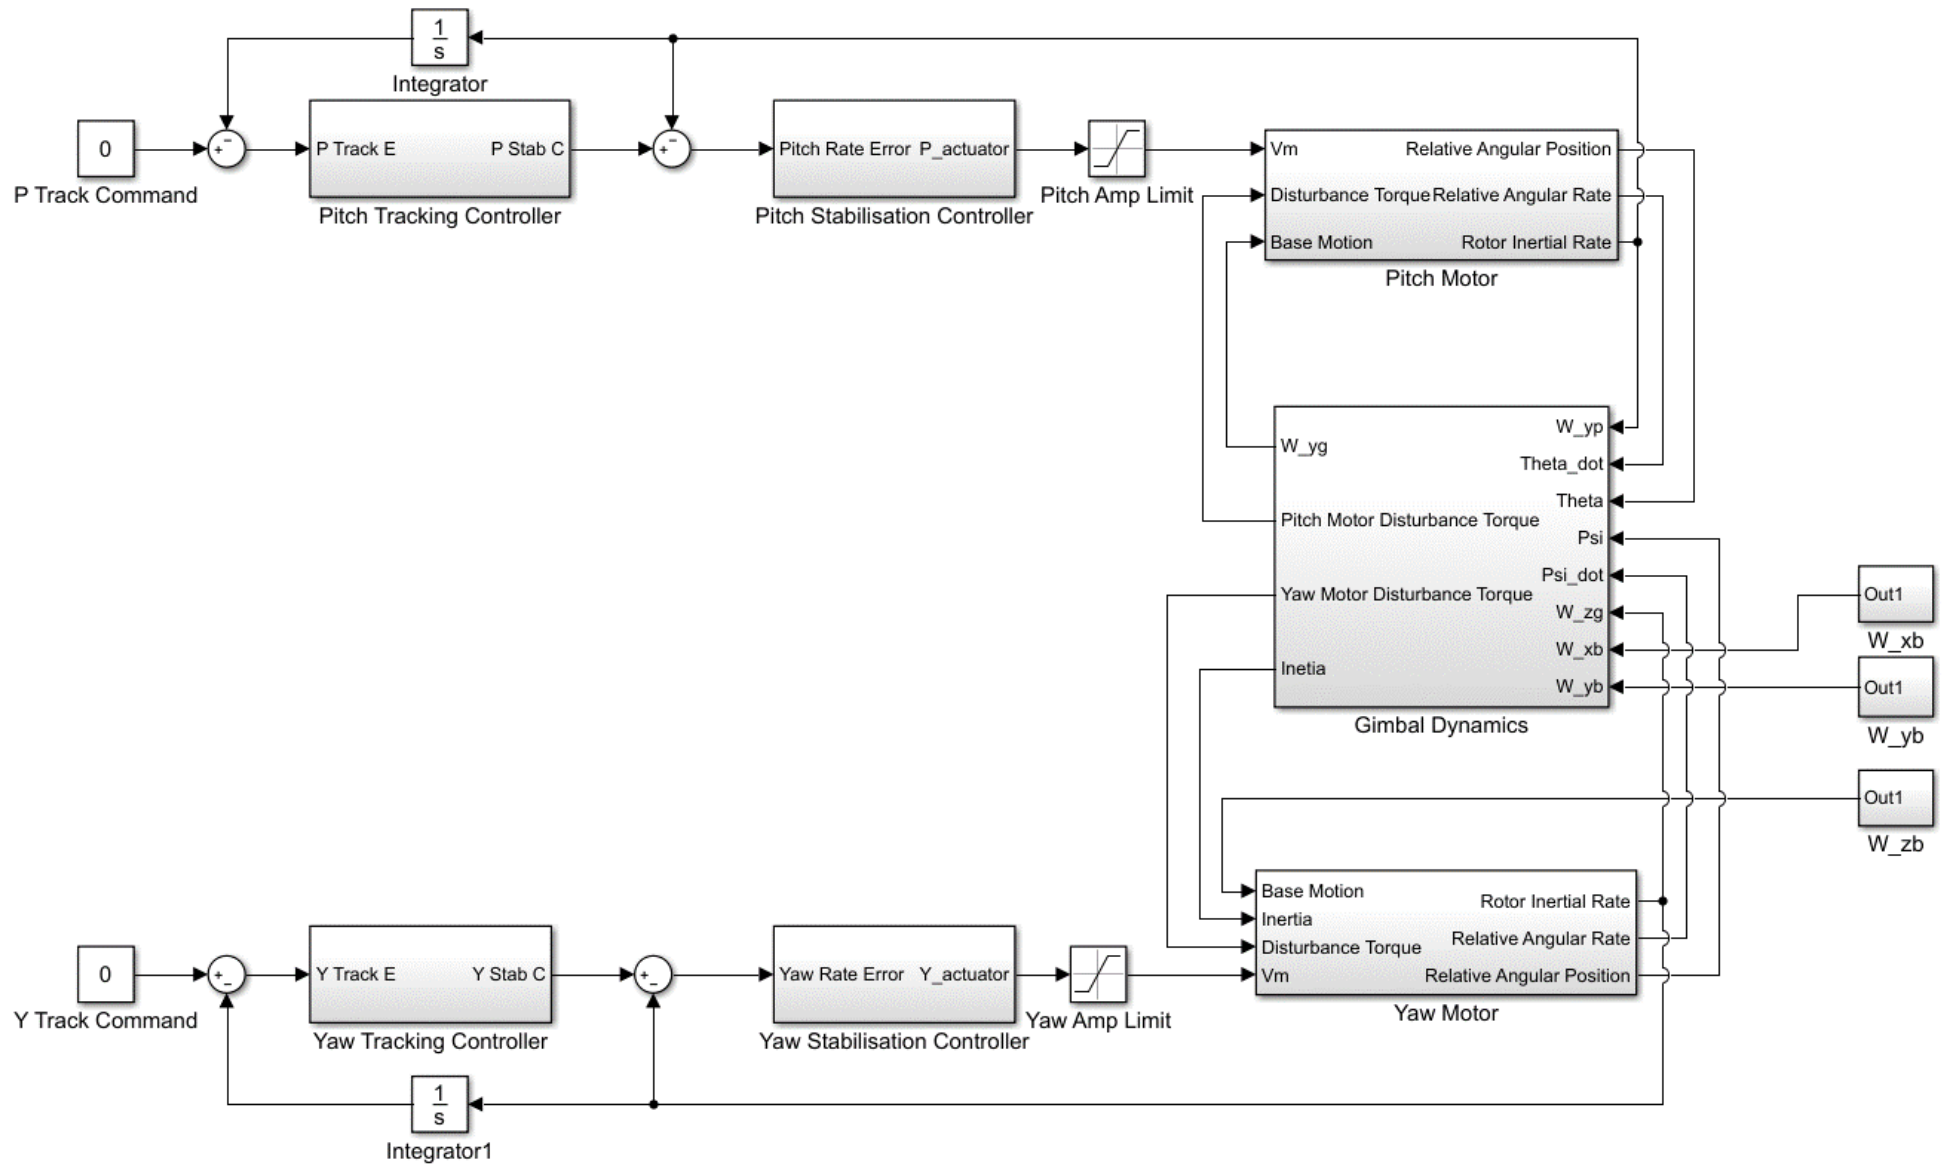 1
s
Integrator
0
P Track Command
+
−
P Track E
P Stab C
Pitch Tracking Controller
+
−
Pitch Rate Error
P_actuator
Pitch Stabilisation Controller
Pitch Amp Limit
Vm
Disturbance Torque
Base Motion
Relative Angular Position
Relative Angular Rate
Rotor Inertial Rate
Pitch Motor
W_yg
Pitch Motor Disturbance Torque
Yaw Motor Disturbance Torque
Inetia
W_yp
Theta_dot
Theta
Psi
Psi_dot
W_zg
W_xb
W_yb
Gimbal Dynamics
Out1
W_xb
Out1
W_yb
Out1
W_zb
0
Y Track Command
+
−
Y Track E
Y Stab C
Yaw Tracking Controller
+
−
Yaw Rate Error
Y_actuator
Yaw Stabilisation Controller
Yaw Amp Limit
Base Motion
Inertia
Disturbance Torque
Vm
Rotor Inertial Rate
Relative Angular Rate
Relative Angular Position
Yaw Motor
1
s
Integrator1